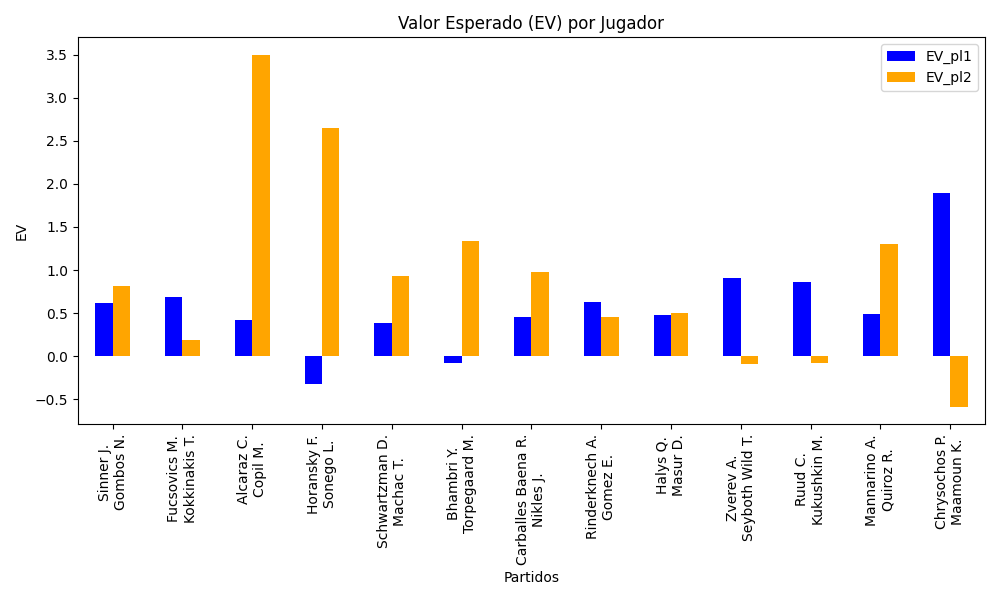 Valor Esperado (EV) por Jugador
EV_pl1
EV_pl2
EV
3.5
3.0
2.5
2.0
1.5
1.0
0.5
0.0
−0.5
Sinner J.
Gombos N.
Fucsovics M.
Kokkinakis T.
Alcaraz C.
Copil M.
Horansky F.
Sonego L.
Schwartzman D.
Machac T.
Bhambri Y.
Torpegaard M.
Carballes Baena R.
Nikles J.
Rinderknech A.
Gomez E.
Halys Q.
Masur D.
Zverev A.
Seyboth Wild T.
Ruud C.
Kukushkin M.
Mannarino A.
Quiroz R.
Chrysochos P.
Maamoun K.
Partidos